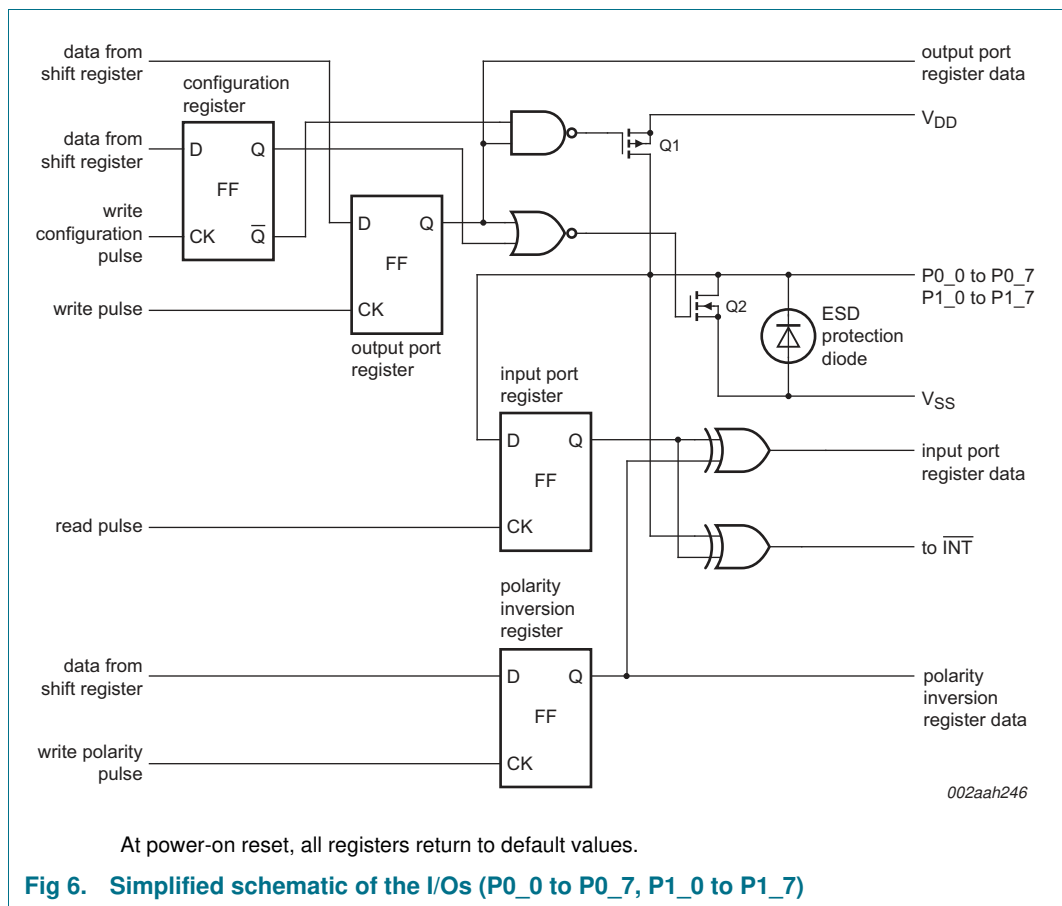 data from
shift register
configuration
register
output port
register data
V_DD
Q1
data from
shift register
D Q
FF
CK Q̅
write
configuration
pulse
D Q
FF
CK
write pulse
output port
register
P0_0 to P0_7
P1_0 to P1_7
Q2
ESD
protection
diode
V_SS
input port
register
D Q
FF
CK
input port
register data
read pulse
to I̅N̅T̅
polarity
inversion
register
data from
shift register
D Q
FF
CK
polarity
inversion
register data
write polarity
pulse
002aah246
At power-on reset, all registers return to default values.
Fig 6. Simplified schematic of the I/Os (P0_0 to P0_7, P1_0 to P1_7)